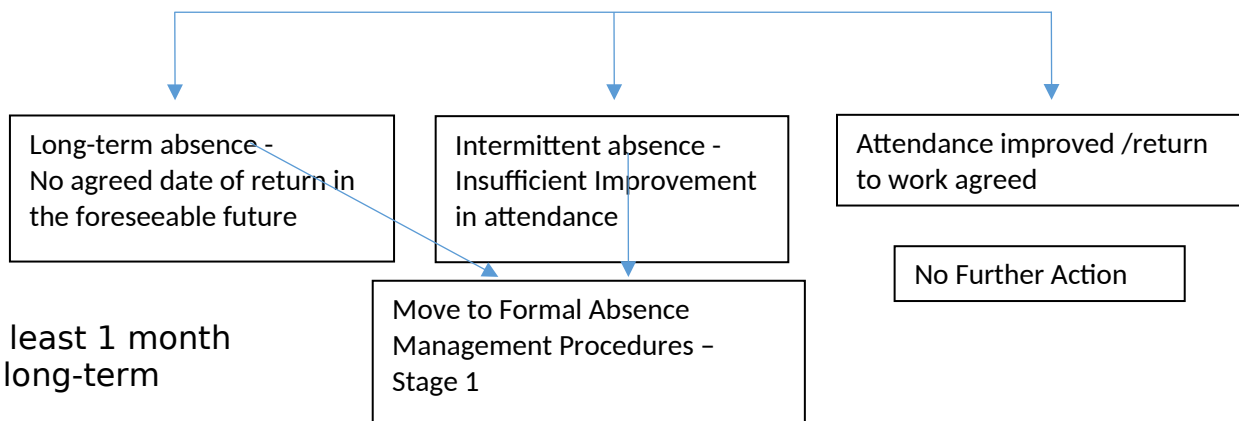 Long-term absence -
No agreed date of return in
the foreseeable future
Intermittent absence -
Insufficient Improvement
in attendance
Attendance improved /return
to work agreed
No Further Action
Move to Formal Absence
Management Procedures –
Stage 1
least 1 month
long-term